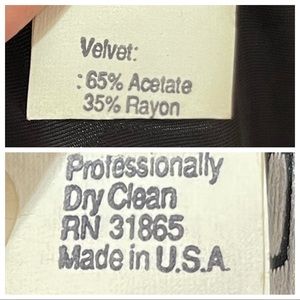 Velvet:
: 65% Acetate
35% Rayon
Professionally
Dry Clean
RN 31865
Made in U.S.A